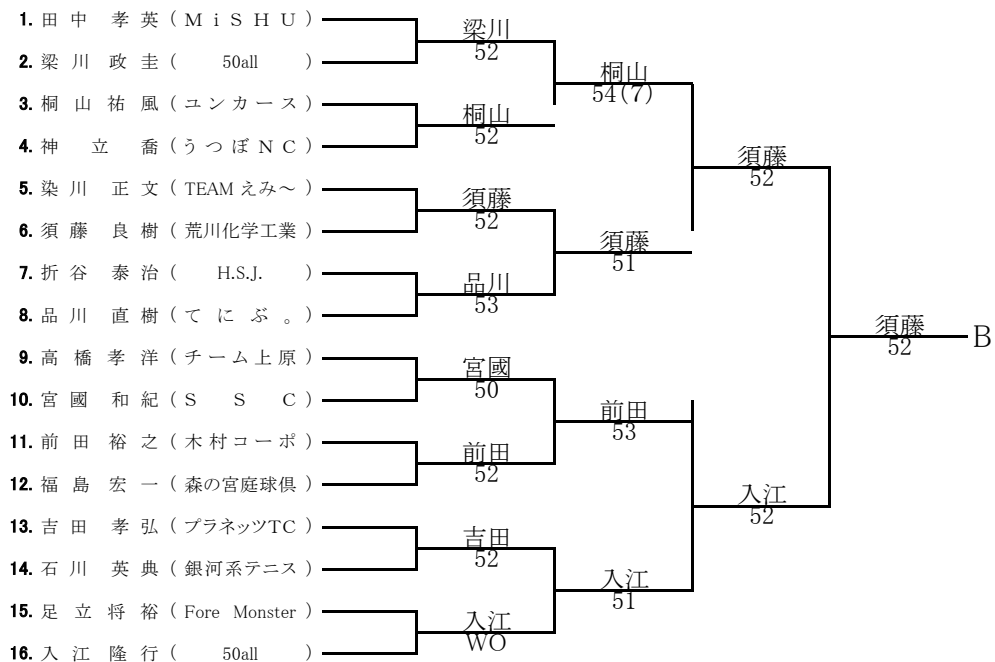 1. 田中 孝英 ( MiSHU )
2. 梁川 政圭 ( 50all )
3. 桐山 祐風 ( ユンカース )
4. 神立 喬 ( うつぼNC )
5. 染川 正文 ( TEAM えみ～ )
6. 須藤 良樹 ( 荒川化学工業 )
7. 折谷 泰治 ( H.S.J. )
8. 品川 直樹 ( てにぶ。 )
9. 高橋 孝洋 ( チーム上原 )
10. 宮國 和紀 ( SSC )
11. 前田 裕之 ( 木村コーポ )
12. 福島 宏一 ( 森の宮庭球倶 )
13. 吉田 孝弘 ( プラネッツTC )
14. 石川 英典 ( 銀河系テニス )
15. 足立 将裕 ( Fore Monster )
16. 入江 隆行 ( 50all )
梁川
52
桐山
52
須藤
52
品川
53
宮國
50
前田
52
吉田
52
入江
WO
桐山
54(7)
須藤
51
前田
53
入江
51
須藤
52
入江
52
須藤
52
B